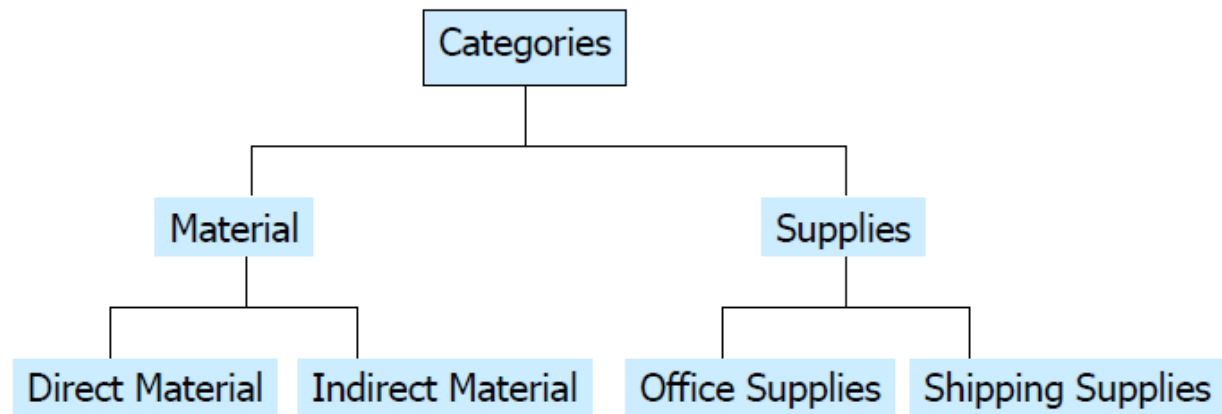 Categories
Material
Supplies
Direct Material
Indirect Material
Office Supplies
Shipping Supplies